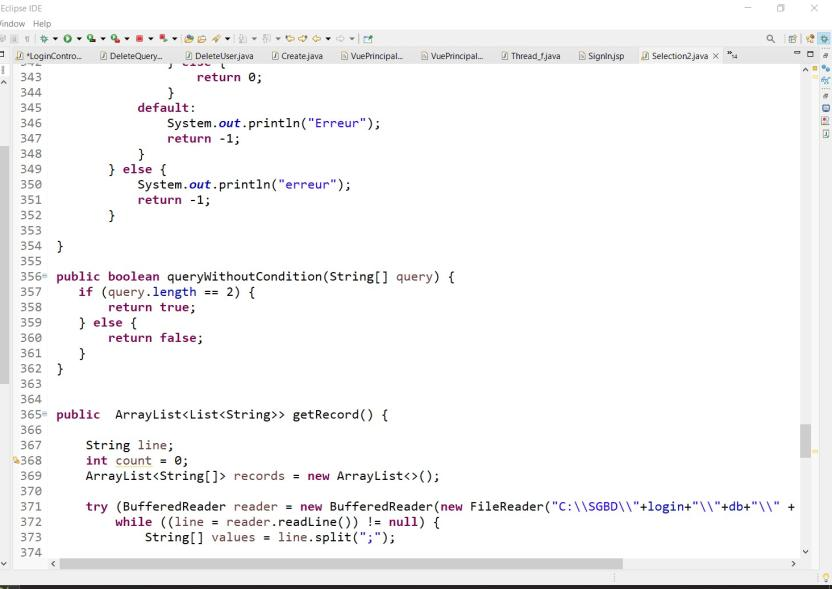 Eclipse IDE
Window Help
*LoginContro... DeleteQuery... DeleteUser.java Create.java VuePrincipal... VuePrincipal... Thread_f.java SignIn.jsp Selection2.java »14
342 } else {
343 return 0;
344 }
345 default:
346 System.out.println("Erreur");
347 return -1;
348 }
349 } else {
350 System.out.println("erreur");
351 return -1;
352 }
353
354 }
355
356 public boolean queryWithoutCondition(String[] query) {
357 if (query.length == 2) {
358 return true;
359 } else {
360 return false;
361 }
362 }
363
364
365 public ArrayList<List<String>> getRecord() {
366
367 String line;
368 int count = 0;
369 ArrayList<String[]> records = new ArrayList<>();
370
371 try (BufferedReader reader = new BufferedReader(new FileReader("C:\\SGBD\\"+login+"\\"+db+"\\" +
372 while ((line = reader.readLine()) != null) {
373 String[] values = line.split(";");
374